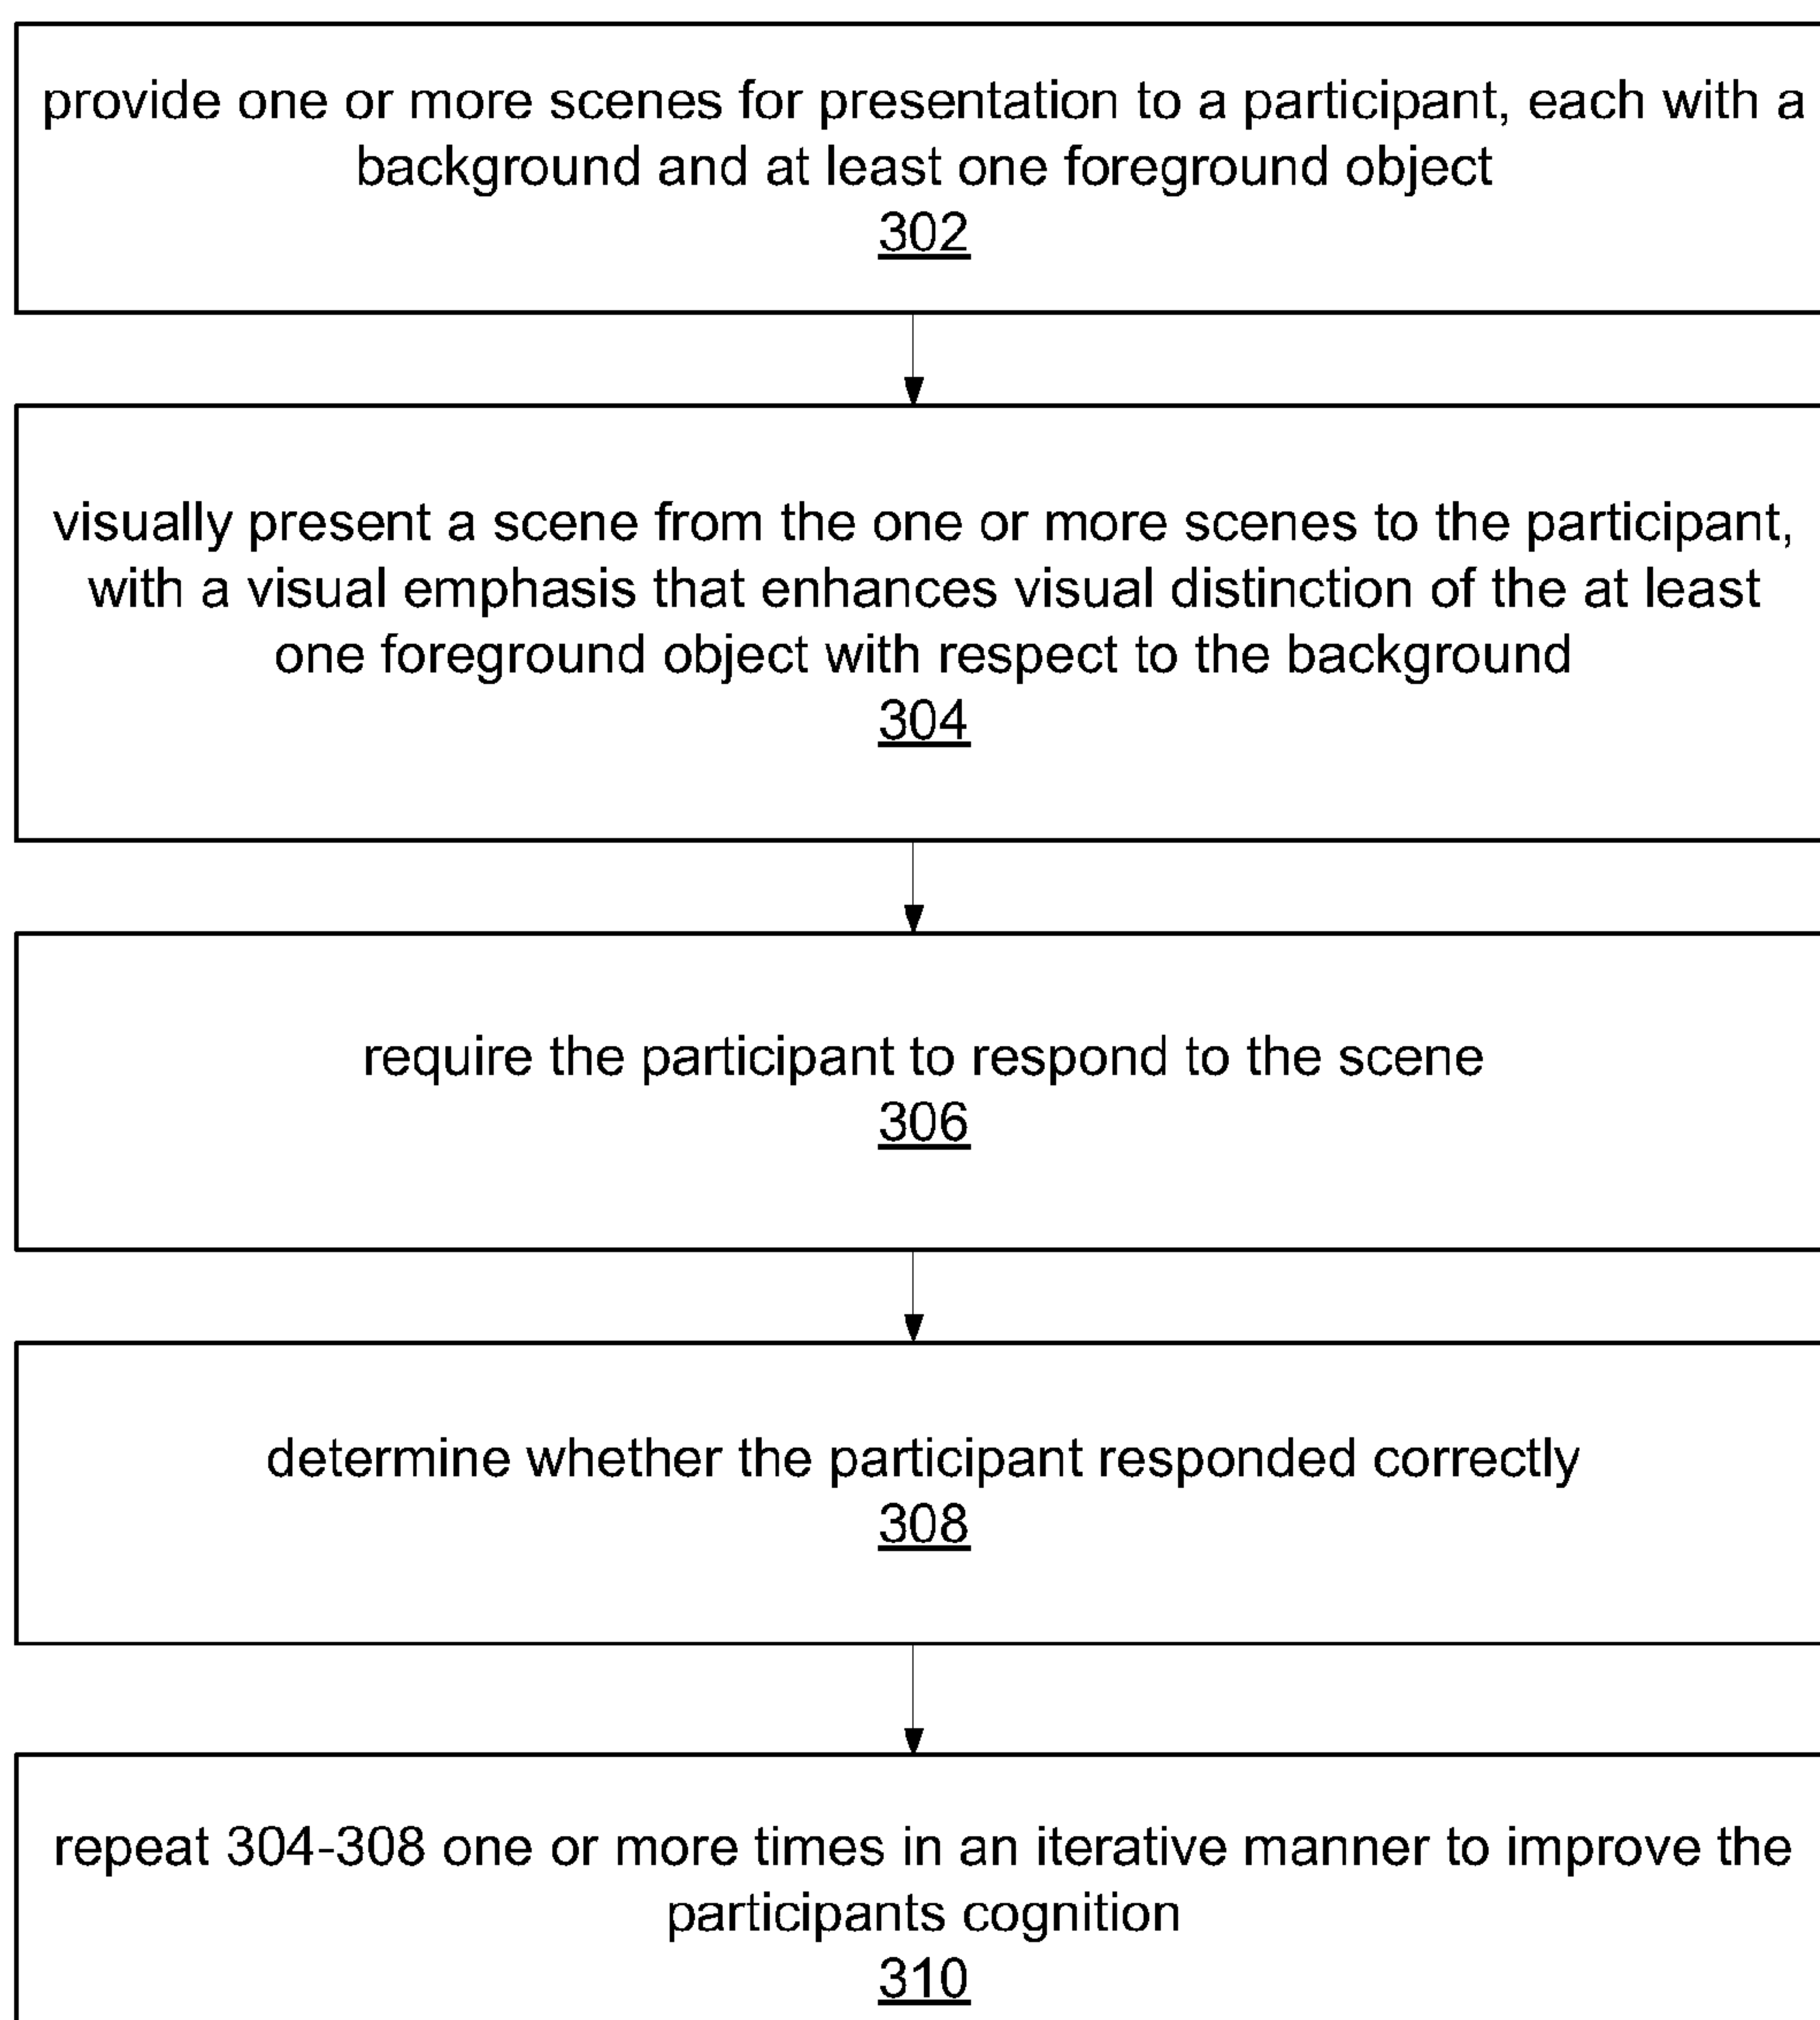 provide one or more scenes for presentation to a participant, each with a
background and at least one foreground object
302
visually present a scene from the one or more scenes to the participant,
with a visual emphasis that enhances visual distinction of the at least
one foreground object with respect to the background
304
require the participant to respond to the scene
306
determine whether the participant responded correctly
308
repeat 304-308 one or more times in an iterative manner to improve the
participants cognition
310